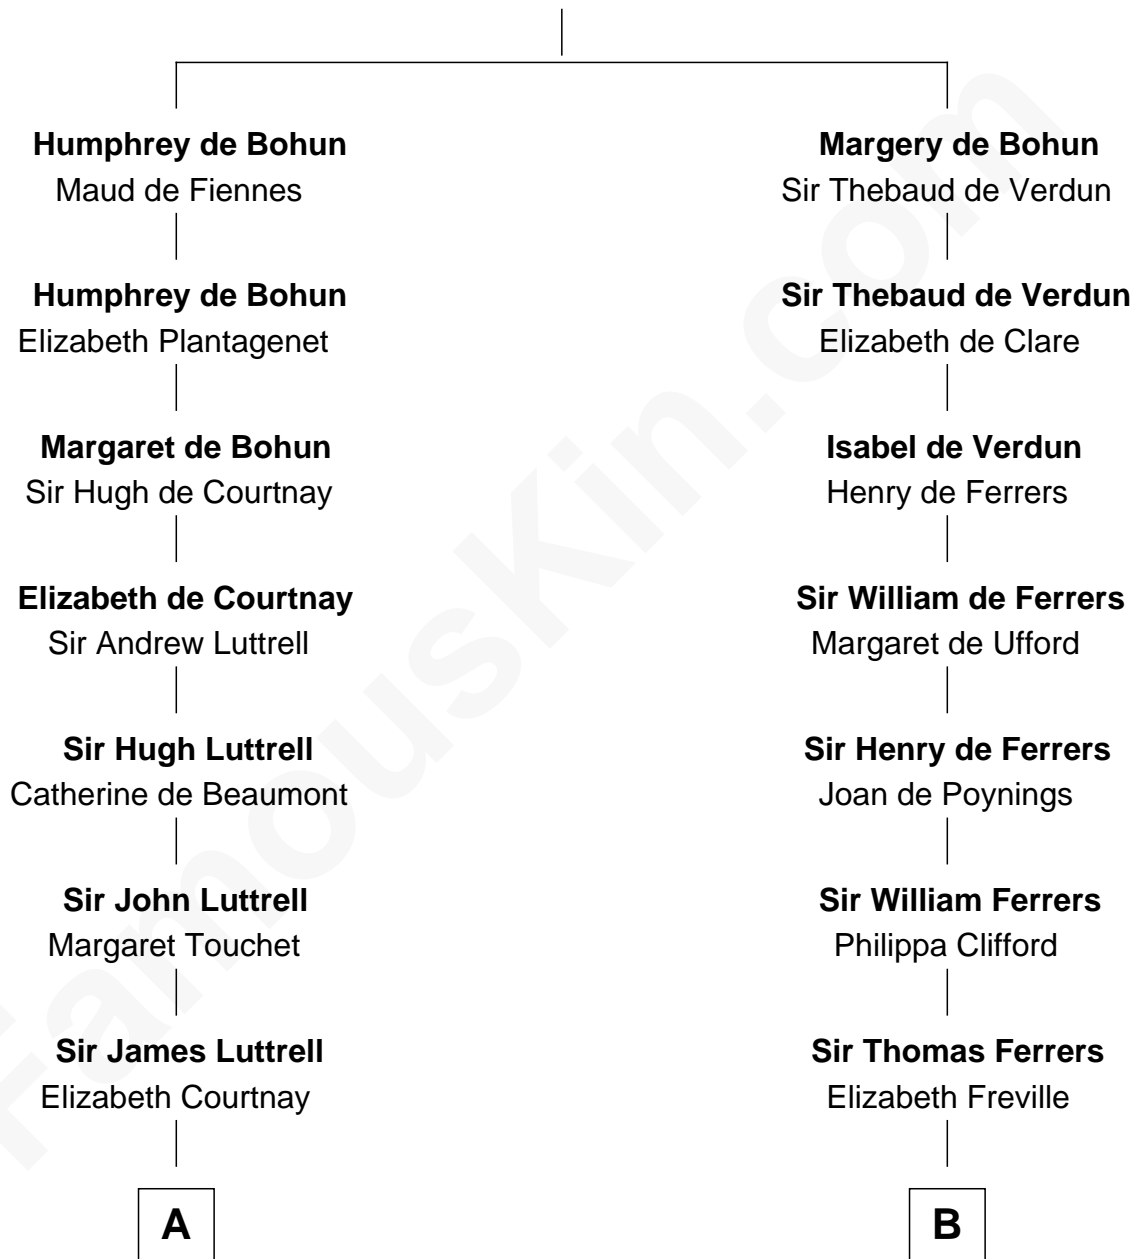 Humphrey de Bohun
Maud de Fiennes
Humphrey de Bohun
Elizabeth Plantagenet
Margaret de Bohun
Sir Hugh de Courtnay
Elizabeth de Courtnay
Sir Andrew Luttrell
Sir Hugh Luttrell
Catherine de Beaumont
Sir John Luttrell
Margaret Touchet
Sir James Luttrell
Elizabeth Courtnay
A
Margery de Bohun
Sir Thebaud de Verdun
Sir Thebaud de Verdun
Elizabeth de Clare
Isabel de Verdun
Henry de Ferrers
Sir William de Ferrers
Margaret de Ufford
Sir Henry de Ferrers
Joan de Poynings
Sir William Ferrers
Philippa Clifford
Sir Thomas Ferrers
Elizabeth Freville
B
FamousKin.com